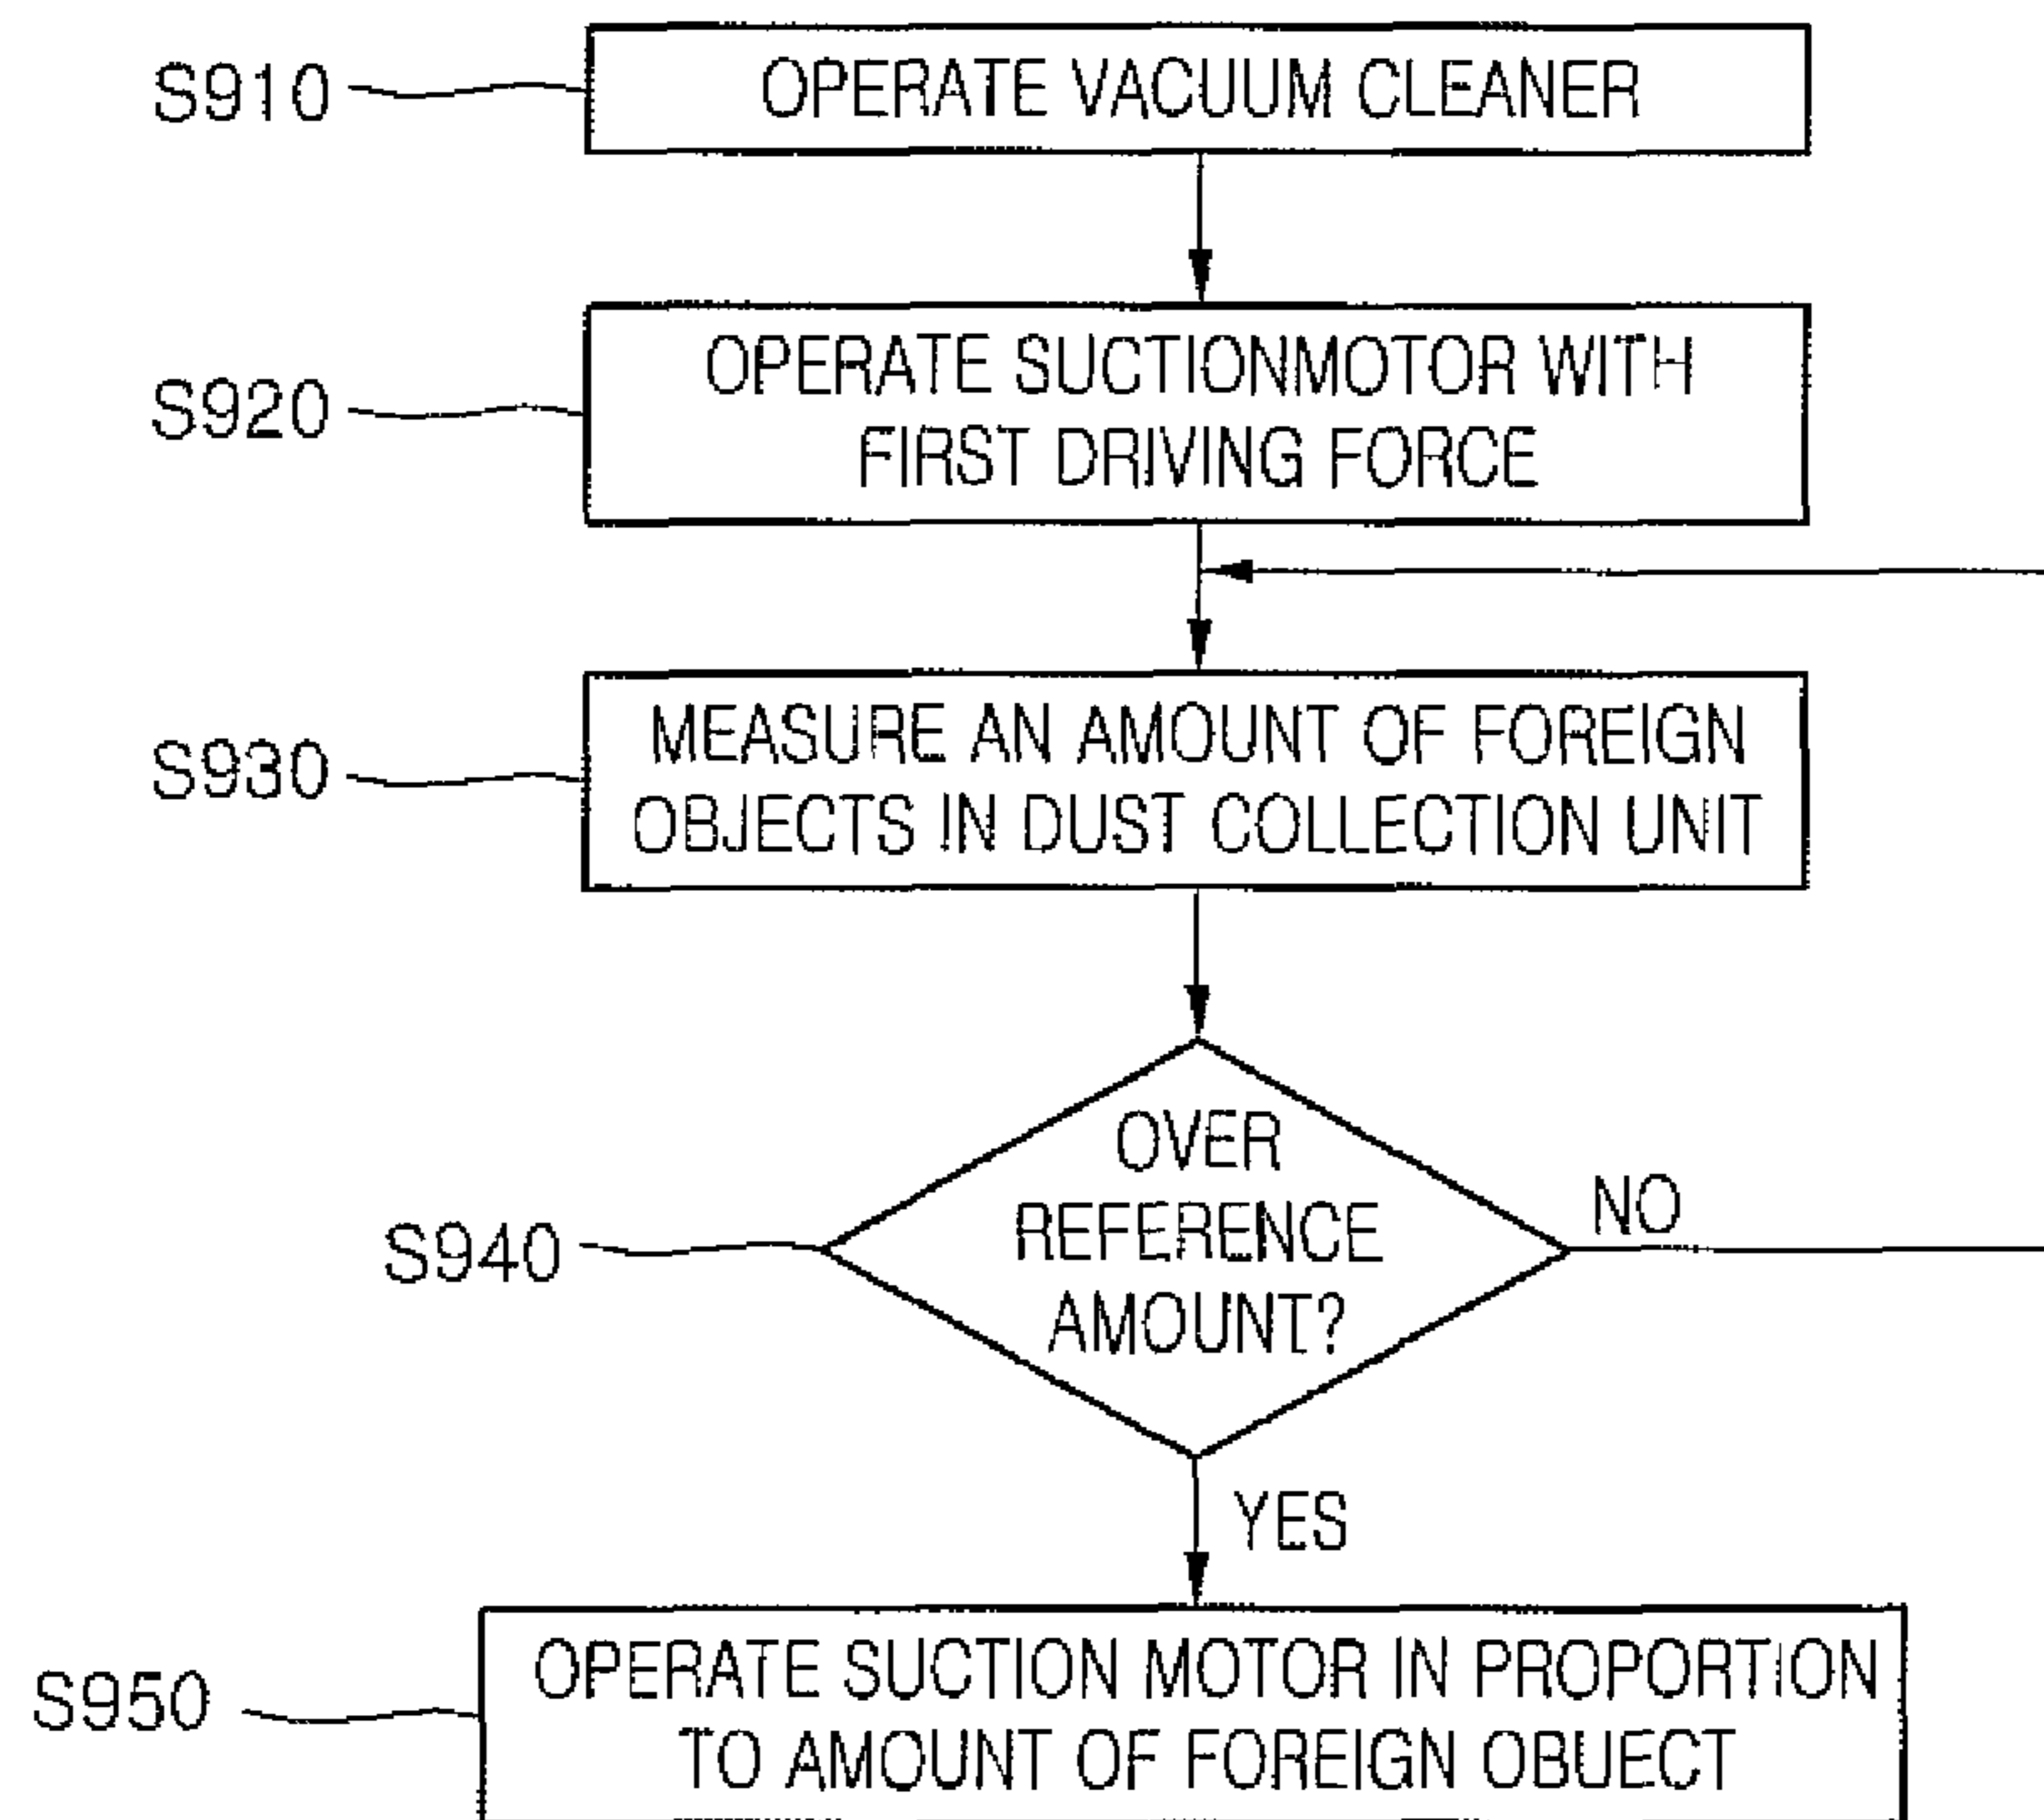 S910
OPERATE VACUUM CLEANER
S920
OPERATE SUCTIONMOTOR WITH
FIRST DRIVING FORCE
S930
MEASURE AN AMOUNT OF FOREIGN
OBJECTS IN DUST COLLECTION UNIT
S940
OVER
REFERENCE
AMOUNT?
NO
YES
S950
OPERATE SUCTION MOTOR IN PROPORTION
TO AMOUNT OF FOREIGN OBUECT